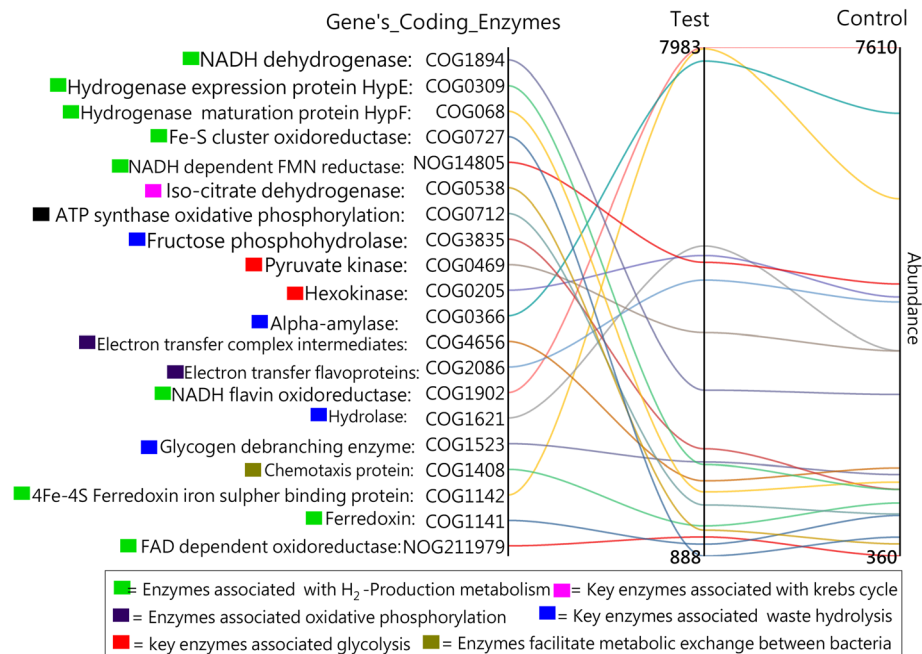 Gene's_Coding_Enzymes Test Control
7983 7610
NADH dehydrogenase: COG1894
Hydrogenase expression protein HypE: COG0309
Hydrogenase maturation protein HypF: COG068
Fe-S cluster oxidoreductase: COG0727
NADH dependent FMN reductase: NOG14805
Iso-citrate dehydrogenase: COG0538
ATP synthase oxidative phosphorylation: COG0712
Fructose phosphohydrolase: COG3835
Pyruvate kinase: COG0469
Hexokinase: COG0205
Alpha-amylase: COG0366
Electron transfer complex intermediates: COG4656
Electron transfer flavoproteins: COG2086
NADH flavin oxidoreductase: COG1902
Hydrolase: COG1621
Glycogen debranching enzyme: COG1523
Chemotaxis protein: COG1408
4Fe-4S Ferredoxin iron sulpher binding protein: COG1142
Ferredoxin: COG1141
FAD dependent oxidoreductase: NOG211979
888 360
Abundance
= Enzymes associated with H2-Production metabolism = Key enzymes associated with krebs cycle
= Enzymes associated oxidative phosphorylation = Key enzymes associated waste hydrolysis
= key enzymes associated glycolysis = Enzymes facilitate metabolic exchange between bacteria